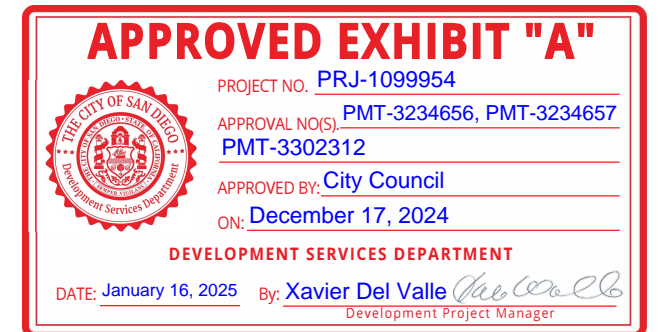 APPROVED EXHIBIT "A"
PROJECT NO. PRJ-1099954
APPROVAL NO(S). PMT-3234656, PMT-3234657
PMT-3302312
APPROVED BY: City Council
ON: December 17, 2024
THE CITY OF SAN DIEGO
Development Services Department
DEVELOPMENT SERVICES DEPARTMENT
DATE: January 16, 2025 By: Xavier Del Valle
Development Project Manager